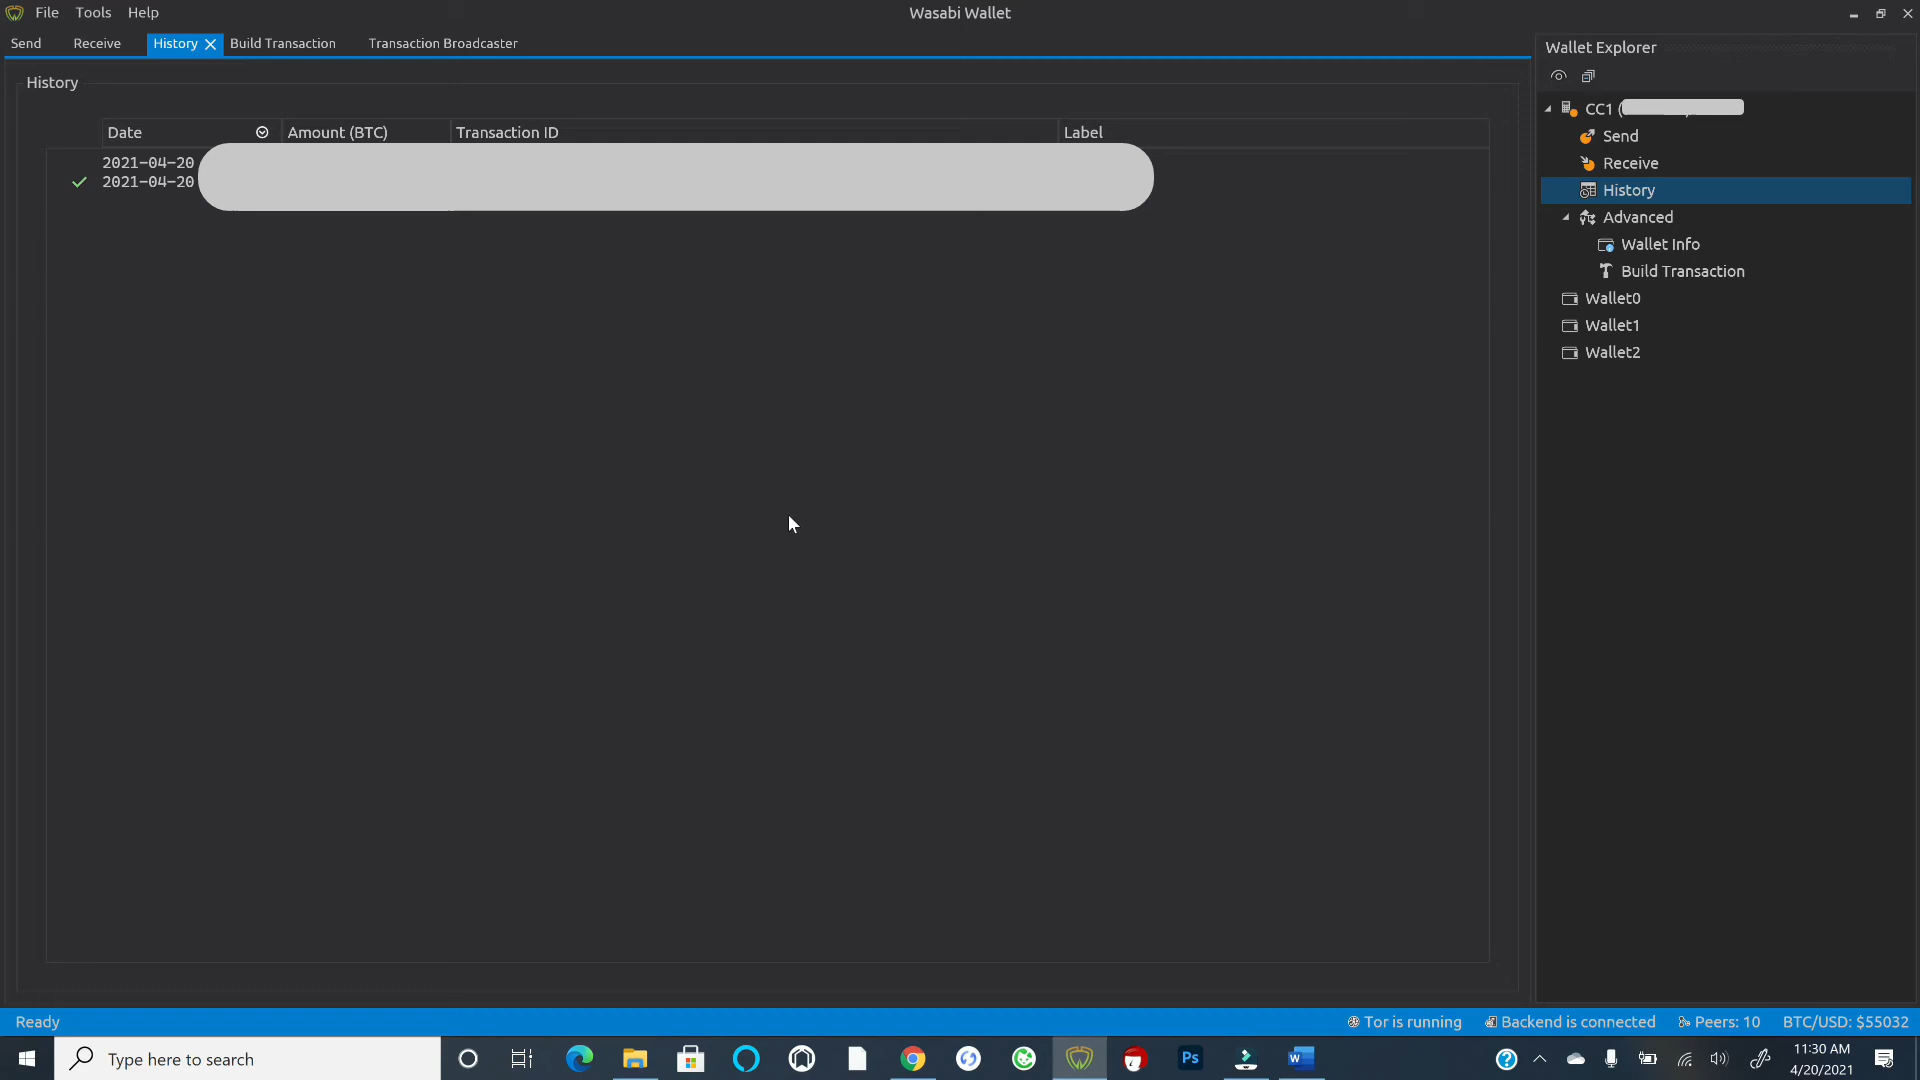 File Tools Help
Wasabi Wallet
Send Receive History Build Transaction Transaction Broadcaster
Wallet Explorer
History
Date Amount (BTC) Transaction ID Label
2021-04-20
2021-04-20
CC1 (
Send
Receive
History
Advanced
Wallet Info
Build Transaction
Wallet0
Wallet1
Wallet2
Ready
Tor is running Backend is connected Peers: 10 BTC/USD: $55032
Type here to search
Ps
W
11:30 AM
4/20/2021